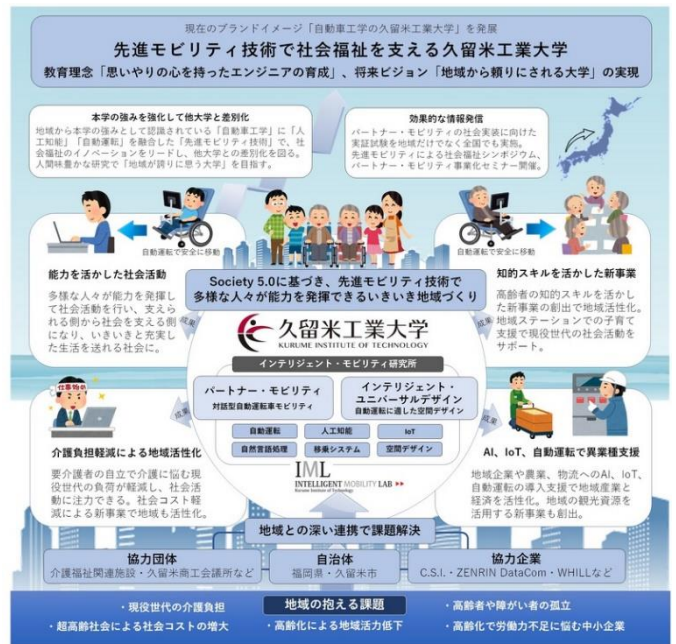 現在のブランドイメージ「自動車工学の久留米工業大学」を発展
先進モビリティ技術で社会福祉を支える久留米工業大学
教育理念「思いやりの心を持ったエンジニアの育成」、将来ビジョン「地域から頼りにされる大学」の実現
本学の強みを強化して他大学と差別化
地域から本学の強みとして認識されている「自動車工学」に「人
工知能」「自動運転」を融合した「先進モビリティ技術」で、社
会福祉のイノベーションをリードし、他大学との差別化を図る。
人間味豊かな研究で「地域が誇りに思う大学」を目指す。
効果的な情報発信
パートナー・モビリティの社会実装に向けた
実証試験を地域だけでなく全国でも実施。
先進モビリティによる社会福祉シンポジウム、
パートナー・モビリティ事業化セミナー開催。
自動運転で安全に移動
自動運転で安全に移動
能力を活かした社会活動
多様な人々が能力を発揮し
て社会活動を行い、支えら
れる側から社会を支える側
になり、いきいきと充実し
た生活を送れる社会に。
Society 5.0に基づき、先進モビリティ技術で
多様な人々が能力を発揮できるいきいき地域づくり
知的スキルを活かした新事業
高齢者の知的スキルを活かし
た新事業の創出で地域活性化。
地域ステーションでの子育て
支援で現役世代の社会活動を
サポート。
成果
成果
久留米工業大学
KURUME INSTITUTE OF TECHNOLOGY
インテリジェント・モビリティ研究所
パートナー・モビリティ
対話型自動運転車モビリティ
インテリジェント・
ユニバーサルデザイン
自動運転に適した空間デザイン
自動運転
人工知能
IoT
自然言語処理
移乗システム
空間デザイン
IML
INTELLIGENT MOBILITY LAB
Kurume Institute of Technology
仕事始め
成果
成果
介護負担軽減による地域活性化
要介護者の自立で介護に悩む現
役世代の負荷が軽減し、社会活
動に注力できる。社会コスト軽
減による新事業で地域も活性化。
AI、IoT、自動運転で異業種支援
地域企業や農業、物流へのAI、IoT、
自動運転の導入支援で地域産業と
経済を活性化。地域の観光資源を
活用する新事業も創出。
地域との深い連携で課題解決
協力団体
介護福祉関連施設・久留米商工会議所など
自治体
福岡県・久留米市
協力企業
C.S.I.・ZENRIN DataCom・WHILLなど
地域の抱える課題
・現役世代の介護負担
・高齢者や障がい者の孤立
・超高齢社会による社会コストの増大
・高齢化による地域活力低下
・高齢化で労働力不足に悩む中小企業